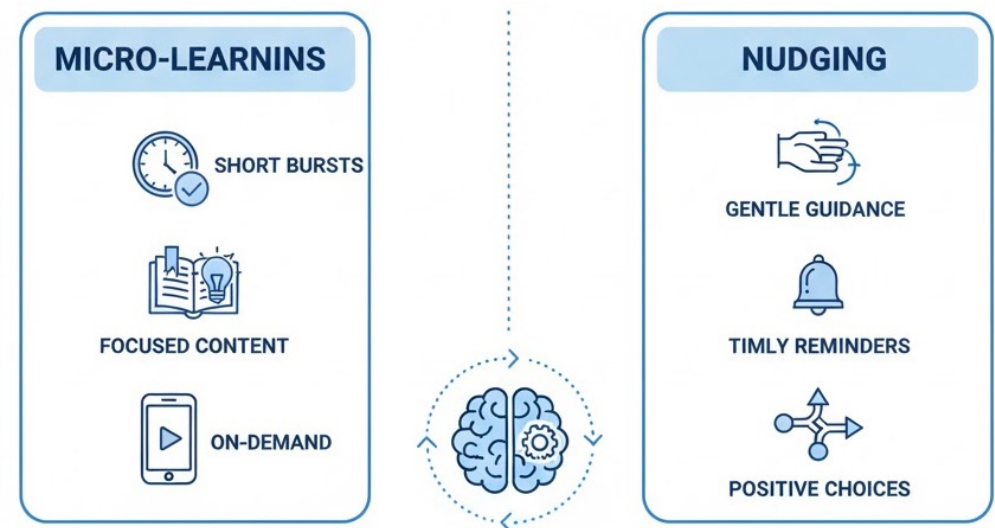 MICRO-LEARNINS
SHORT BURSTS
FOCUSED CONTENT
ON-DEMAND
NUDGING
GENTLE GUIDANCE
TIMLY REMINDERS
POSITIVE CHOICES